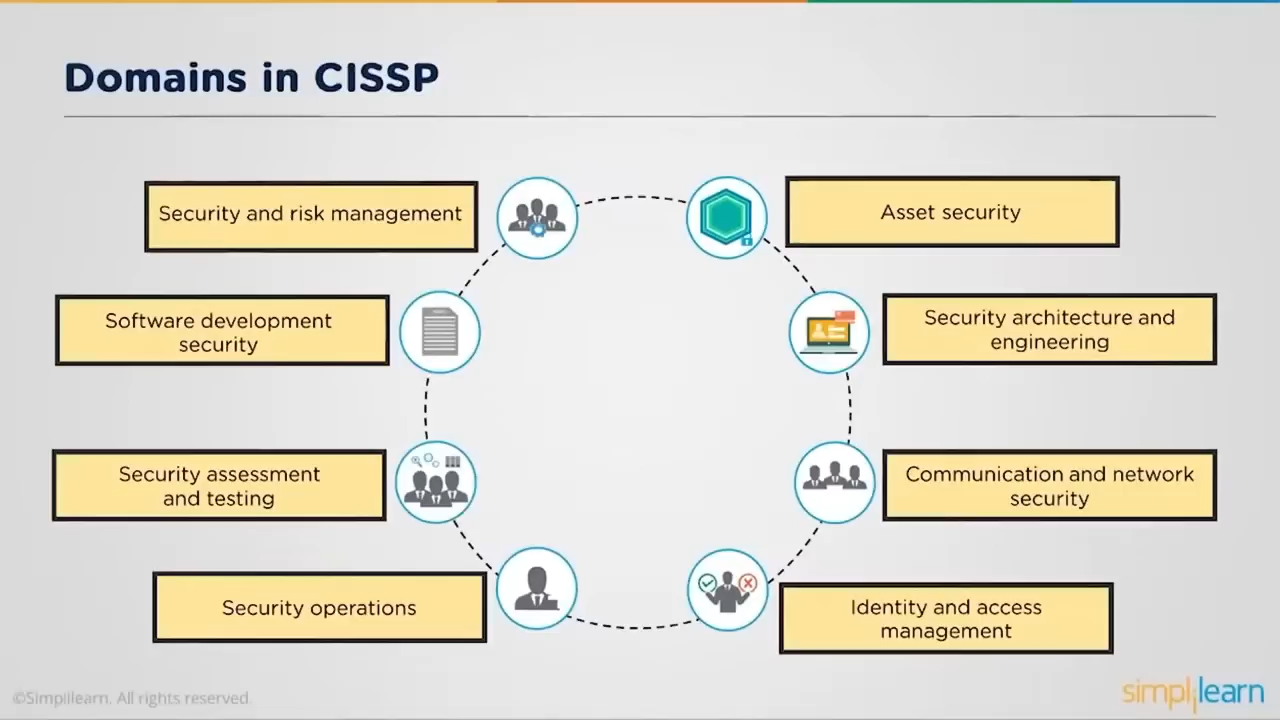 Domains in CISSP
Security and risk management
Asset security
Software development
security
Security architecture and
engineering
Security assessment
and testing
Communication and network
security
Security operations
Identity and access
management
©Simplilearn. All rights reserved.
simplilearn